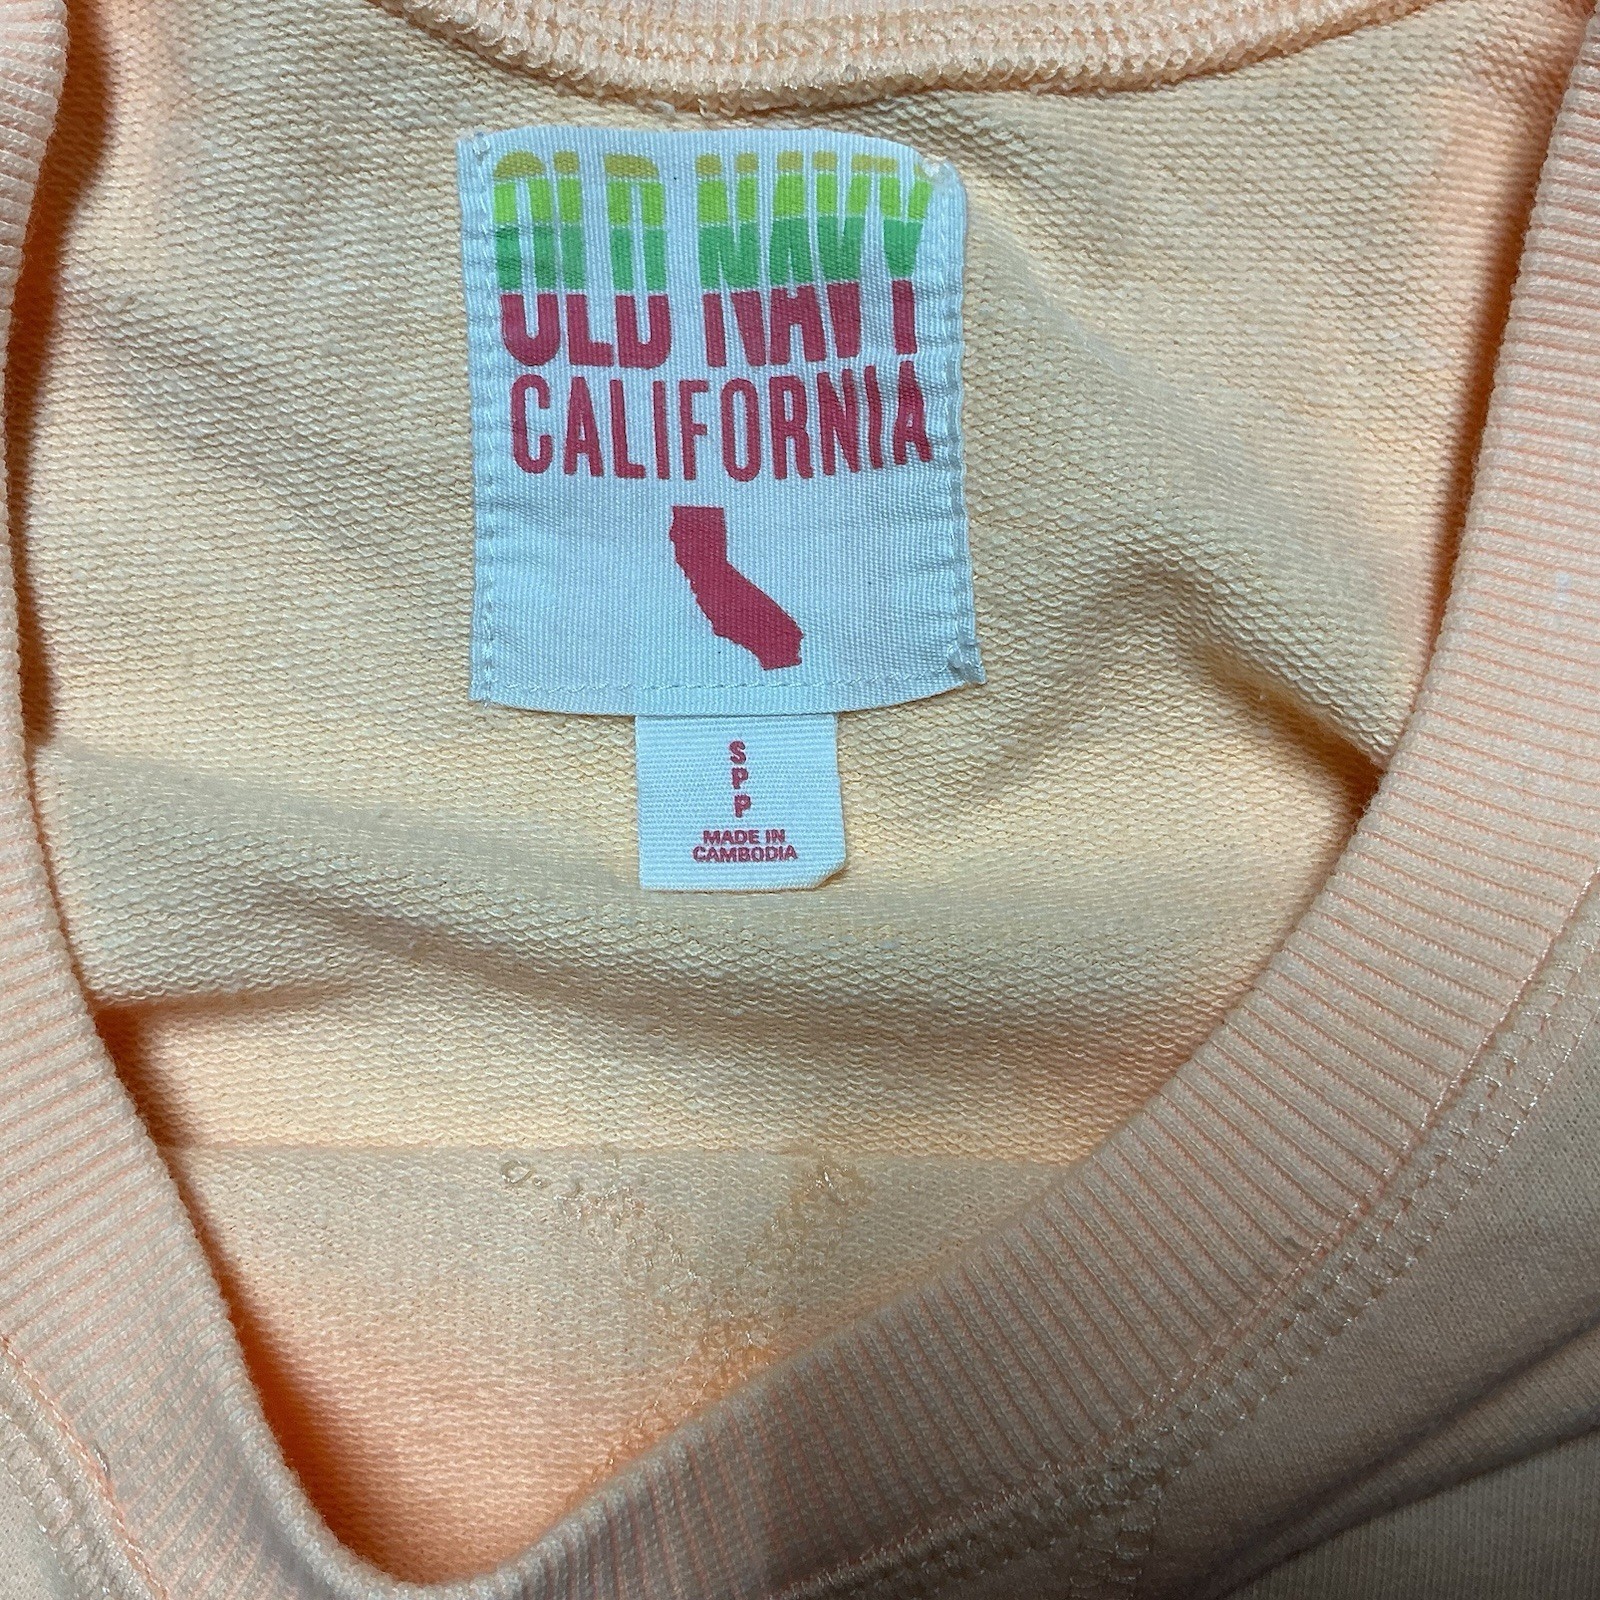 OLD NAVY
CALIFORNIA
S
P
P
MADE IN
CAMBODIA